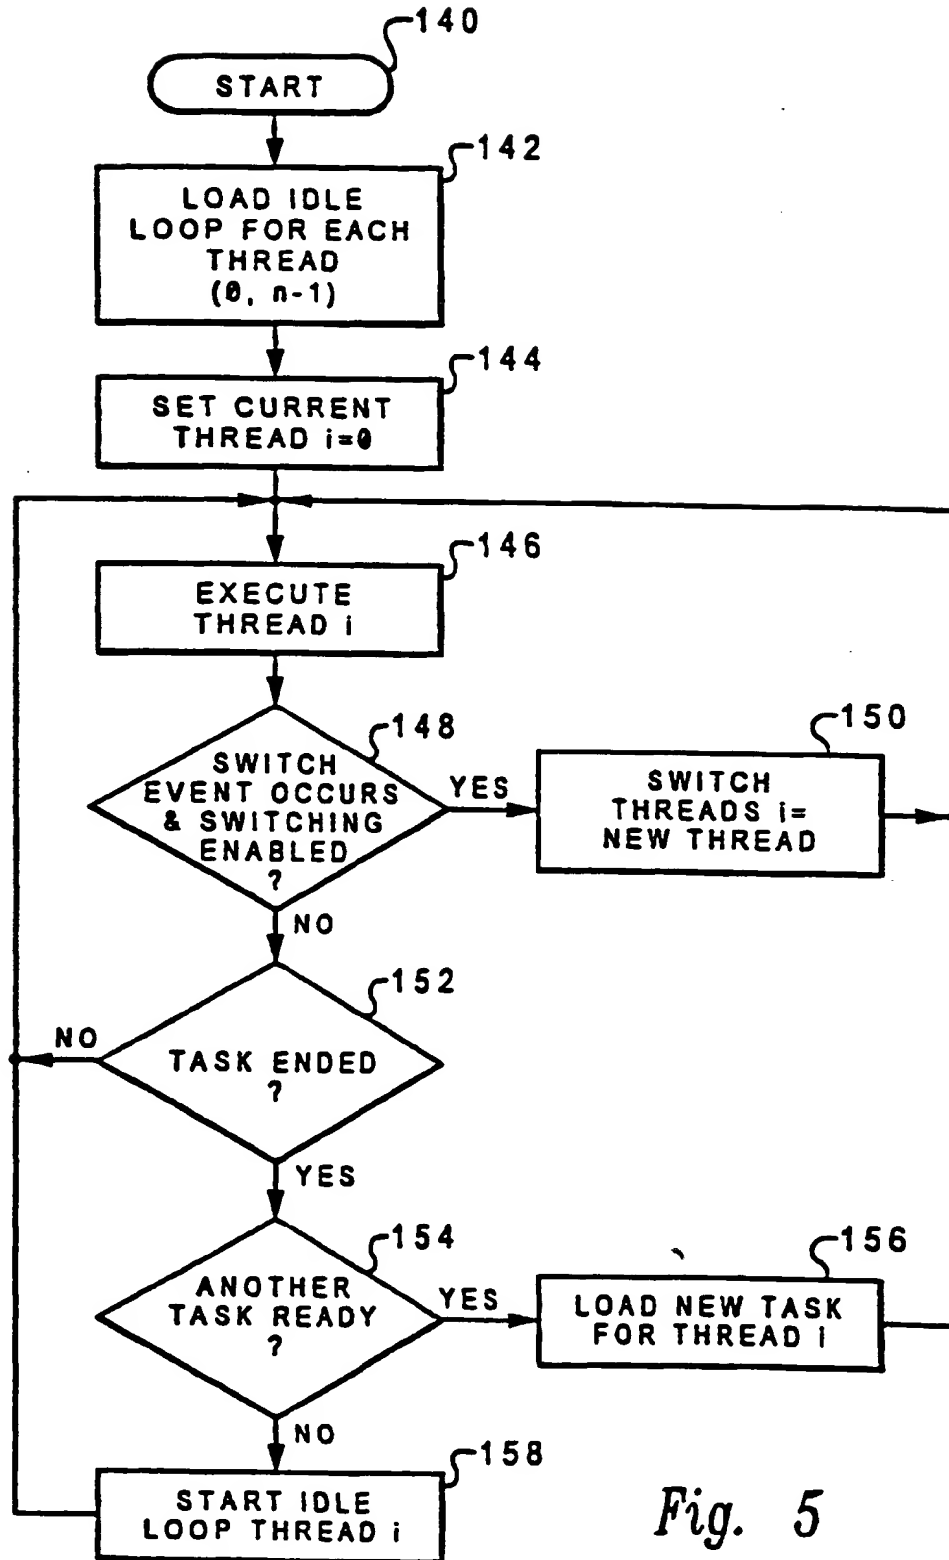 140
START
142
LOAD IDLE
LOOP FOR EACH
THREAD
(0, n-1)
144
SET CURRENT
THREAD i=0
146
EXECUTE
THREAD i
148
SWITCH
EVENT OCCURS
& SWITCHING
ENABLED
?
YES
150
SWITCH
THREADS i=
NEW THREAD
NO
152
TASK ENDED
?
NO
YES
154
ANOTHER
TASK READY
?
YES
156
LOAD NEW TASK
FOR THREAD i
NO
158
START IDLE
LOOP THREAD i
Fig. 5